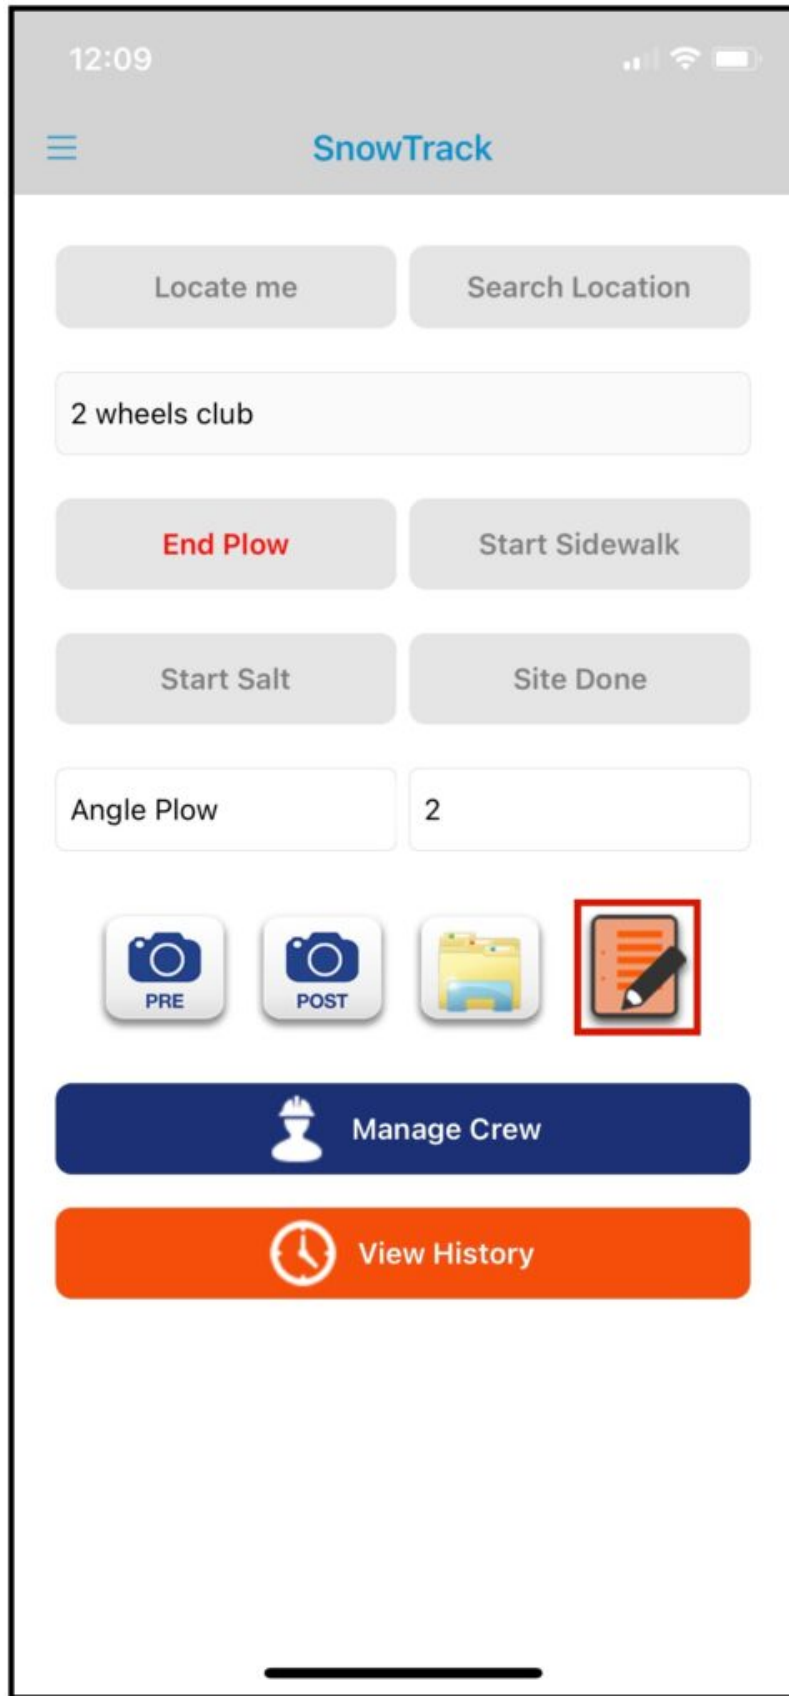 12:09
SnowTrack
Locate me
Search Location
2 wheels club
End Plow
Start Sidewalk
Start Salt
Site Done
Angle Plow
2
PRE
POST
Manage Crew
View History